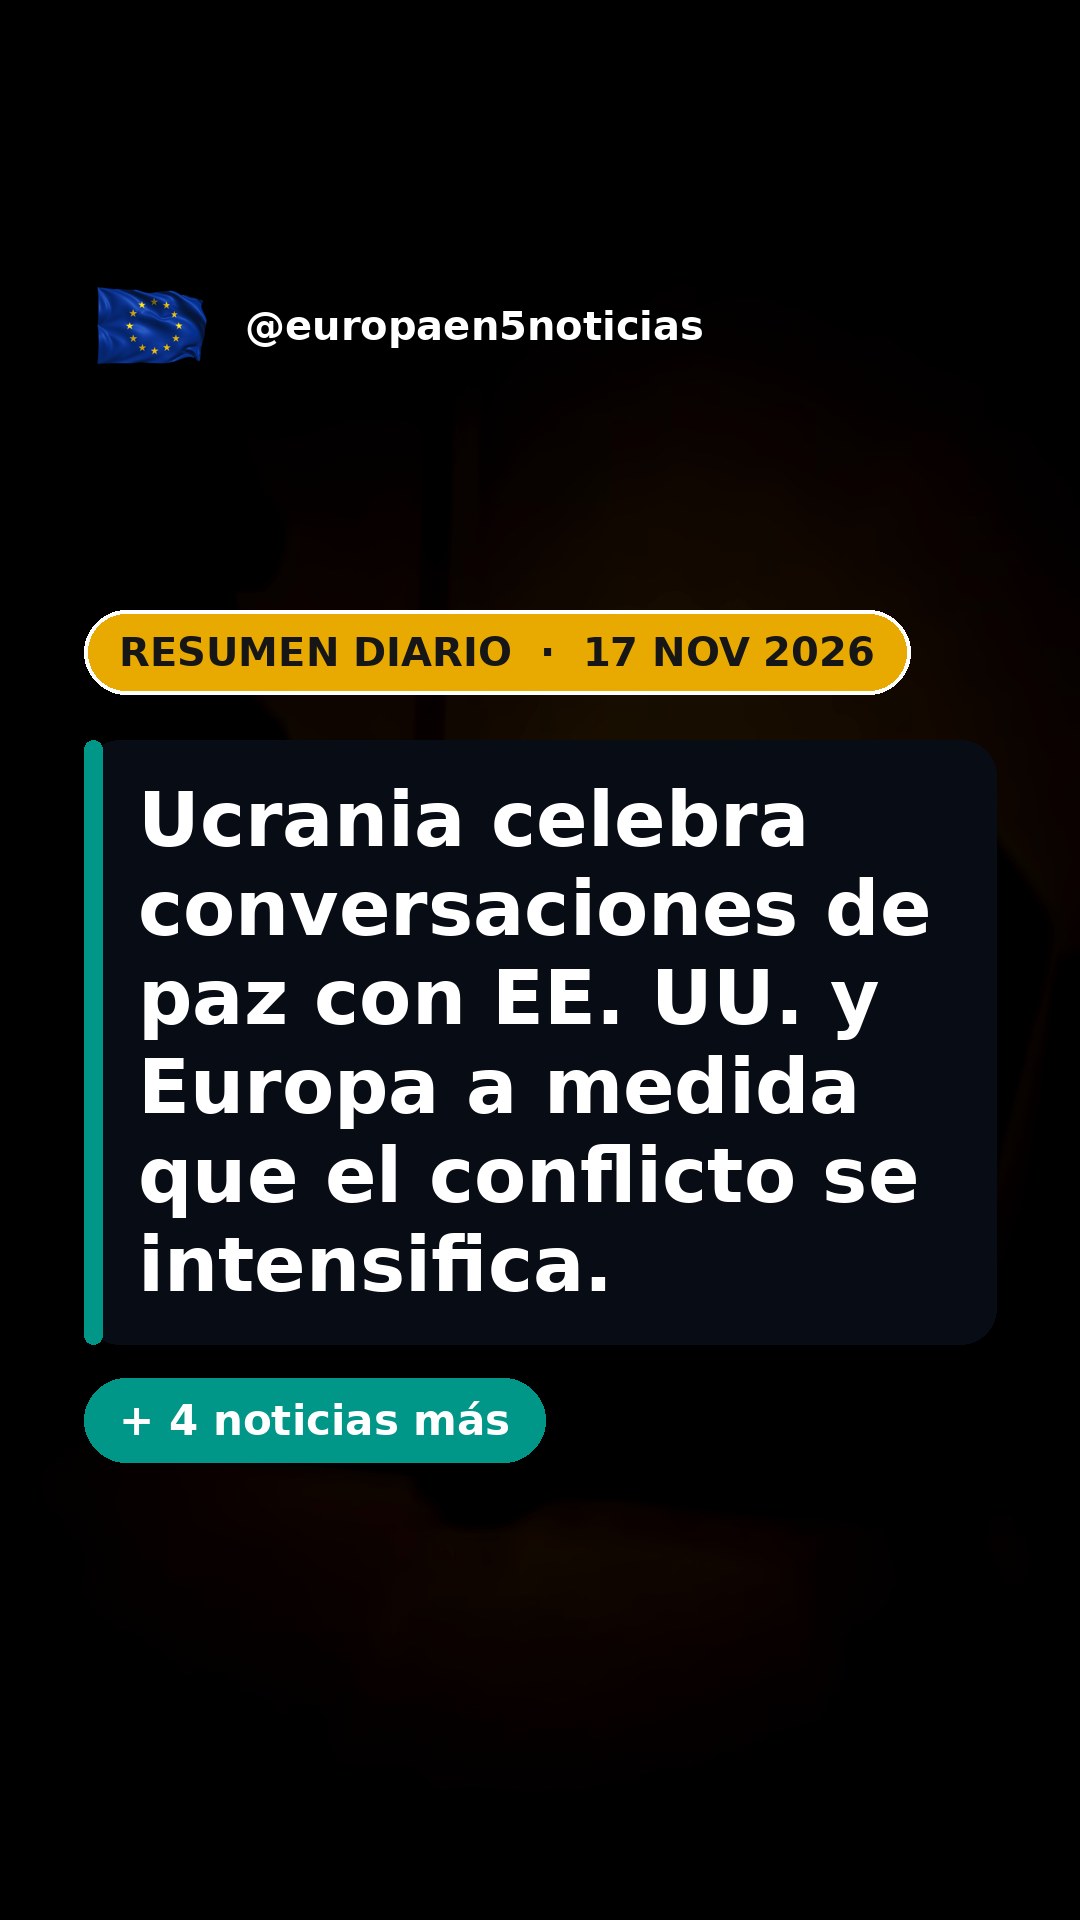 @europaen5noticias
RESUMEN DIARIO · 17 NOV 2026
Ucrania celebra
conversaciones de
paz con EE. UU. y
Europa a medida
que el conflicto se
intensifica.
+ 4 noticias más